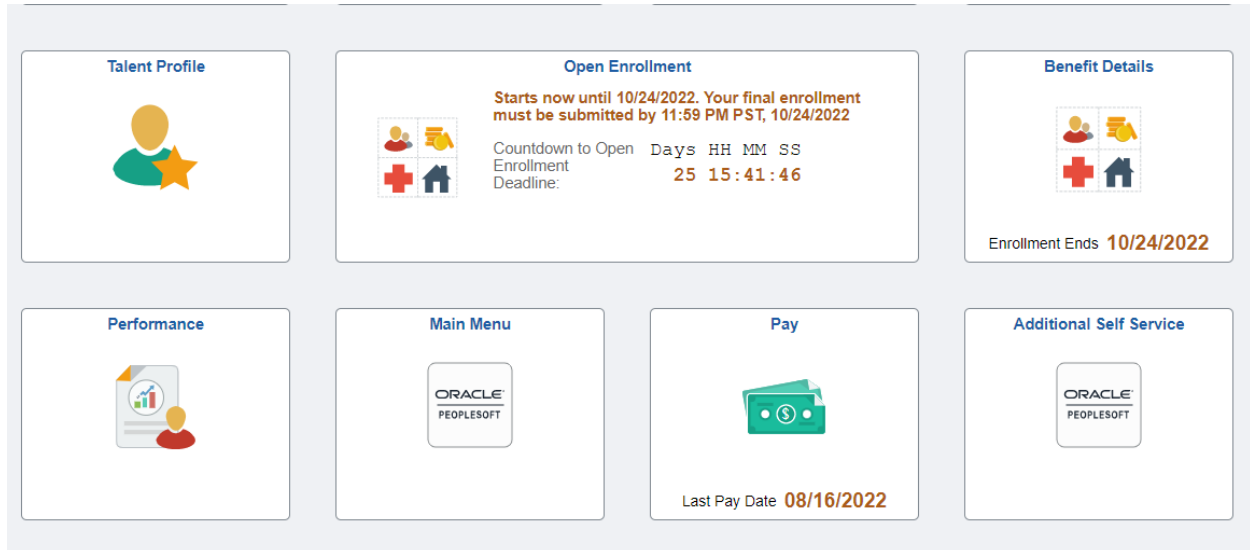 Talent Profile
Open Enrollment
Starts now until 10/24/2022. Your final enrollment
must be submitted by 11:59 PM PST, 10/24/2022
Countdown to Open
Enrollment
Deadline:
Days HH MM SS
25 15:41:46
Benefit Details
Enrollment Ends 10/24/2022
Performance
Main Menu
ORACLE
PEOPLESOFT
Pay
Last Pay Date 08/16/2022
Additional Self Service
ORACLE
PEOPLESOFT